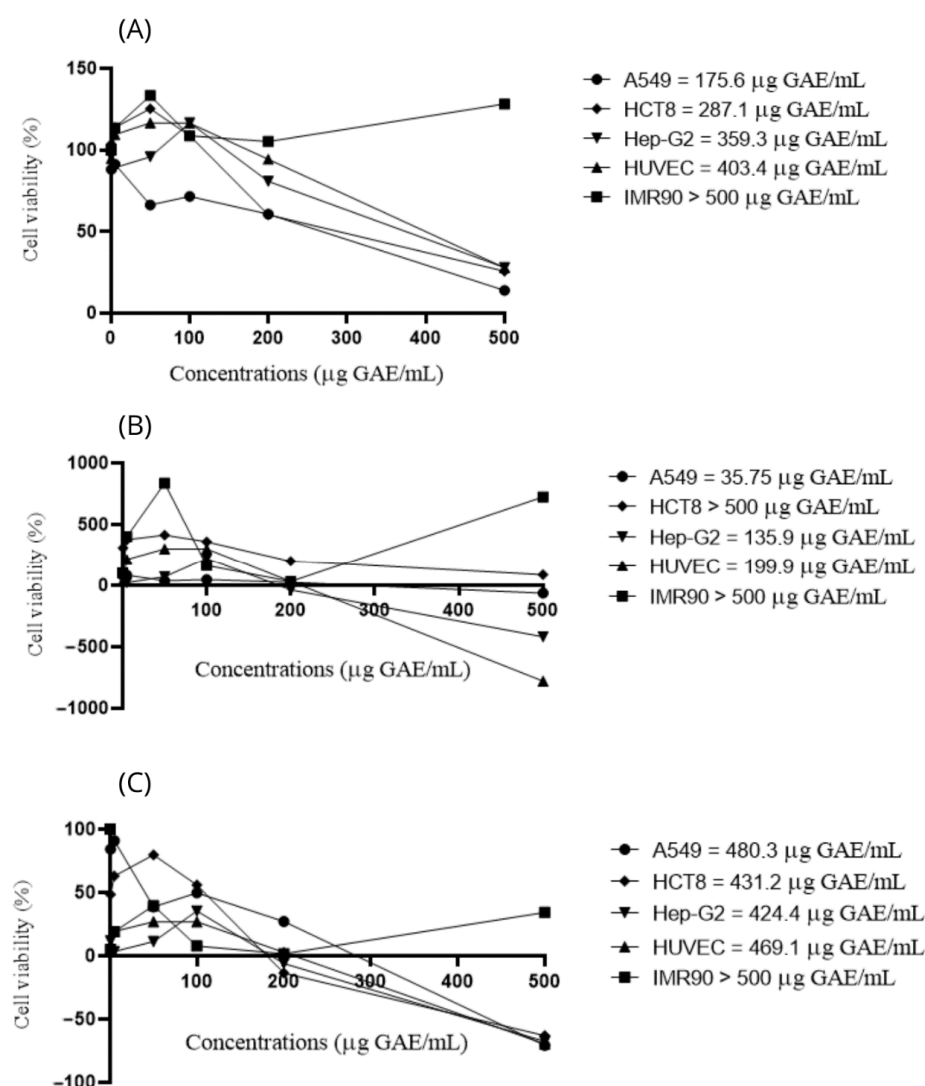 (A)
150
100
50
0
Cell viability (%)
0 100 200 300 400 500
Concentrations (μg GAE/mL)
A549 = 175.6 μg GAE/mL
HCT8 = 287.1 μg GAE/mL
Hep-G2 = 359.3 μg GAE/mL
HUVEC = 403.4 μg GAE/mL
IMR90 > 500 μg GAE/mL
(B)
1000
500
0
−500
−1000
Cell viability (%)
100 200 300 400 500
Concentrations (μg GAE/mL)
A549 = 35.75 μg GAE/mL
HCT8 > 500 μg GAE/mL
Hep-G2 = 135.9 μg GAE/mL
HUVEC = 199.9 μg GAE/mL
IMR90 > 500 μg GAE/mL
(C)
100
50
0
−50
−100
Cell viability (%)
100 200 300 400 500
Concentrations (μg GAE/mL)
A549 = 480.3 μg GAE/mL
HCT8 = 431.2 μg GAE/mL
Hep-G2 = 424.4 μg GAE/mL
HUVEC = 469.1 μg GAE/mL
IMR90 > 500 μg GAE/mL